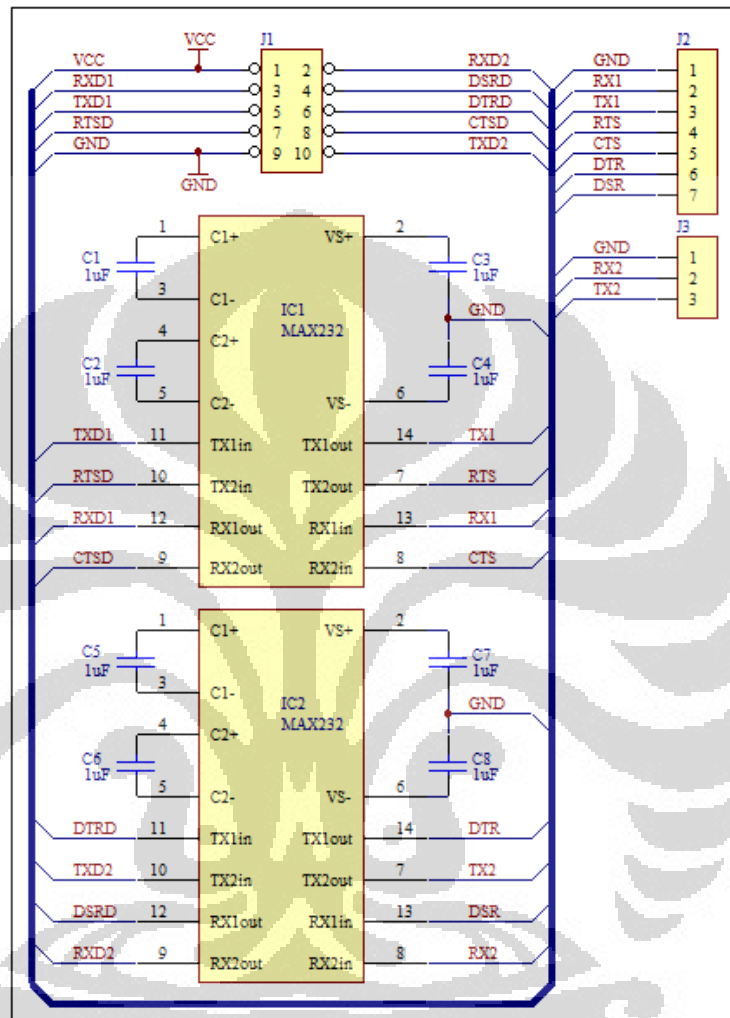 VCC J1 J2
VCC 1 2 RXD2 GND 1
RXD1 3 4 DSRD RX1 2
TXD1 5 6 DTRD TX1 3
RTSD 7 8 CTSD RTS 4
GND 9 10 TXD2 CTS 5
DTR 6
GND DSR 7
J3
1 C1+ VS+ 2 GND 1
C1 1uF C3 1uF RX2 2
3 C1- TX2 3
IC1 GND
MAX232
4 C2+
C2 1uF C4 1uF
5 C2- VS- 6
TXD1 11 TX1in TX1out 14 TX1
RTSD 10 TX2in TX2out 7 RTS
RXD1 12 RX1out RX1in 13 RX1
CTSD 9 RX2out RX2in 8 CTS
1 C1+ VS+ 2
C5 1uF C7 1uF
3 C1-
IC2 GND
MAX232
4 C2+
C6 1uF C8 1uF
5 C2- VS- 6
DTRD 11 TX1in TX1out 14 DTR
TXD2 10 TX2in TX2out 7 TX2
DSRD 12 RX1out RX1in 13 DSR
RXD2 9 RX2out RX2in 8 RX2